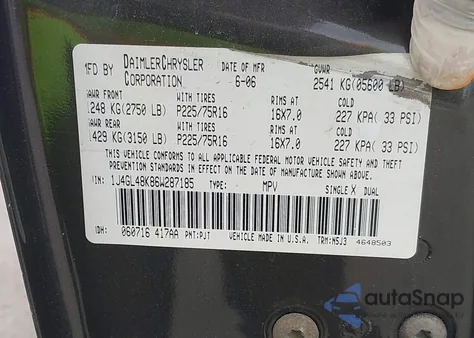 MFD BY DAIMLERCHRYSLER CORPORATION DATE OF MFR 6-06 GVWR 2541 KG(05600 LB)
GAWR FRONT WITH TIRES RIMS AT COLD
1248 KG(2750 LB) P225/75R16 16X7.0 227 KPA( 33 PSI)
GAWR REAR WITH TIRES RIMS AT COLD
1429 KG(3150 LB) P225/75R16 16X7.0 227 KPA( 33 PSI)
THIS VEHICLE CONFORMS TO ALL APPLICABLE FEDERAL MOTOR VEHICLE SAFETY AND THEFT
PREVENTION STANDARDS IN EFFECT ON THE DATE OF MANUFACTURE SHOWN ABOVE.
VIN: 1J4GL48K86W287185 TYPE: MPV SINGLE X DUAL
IDH: 060716 417AA PNT:PJT VEHICLE MADE IN U.S.A. TRM:N5J3 4648503
autoSnap